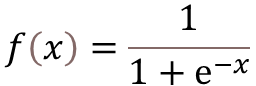 f(x) = 1 / (1 + e⁻ˣ)